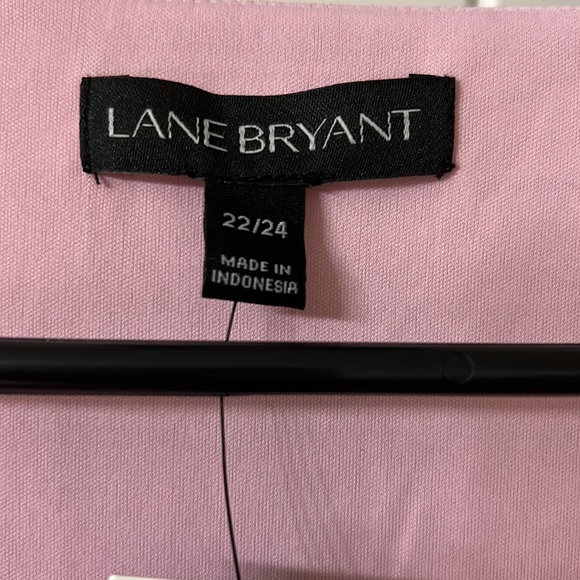 LANE BRYANT
22/24
MADE IN
INDONESIA